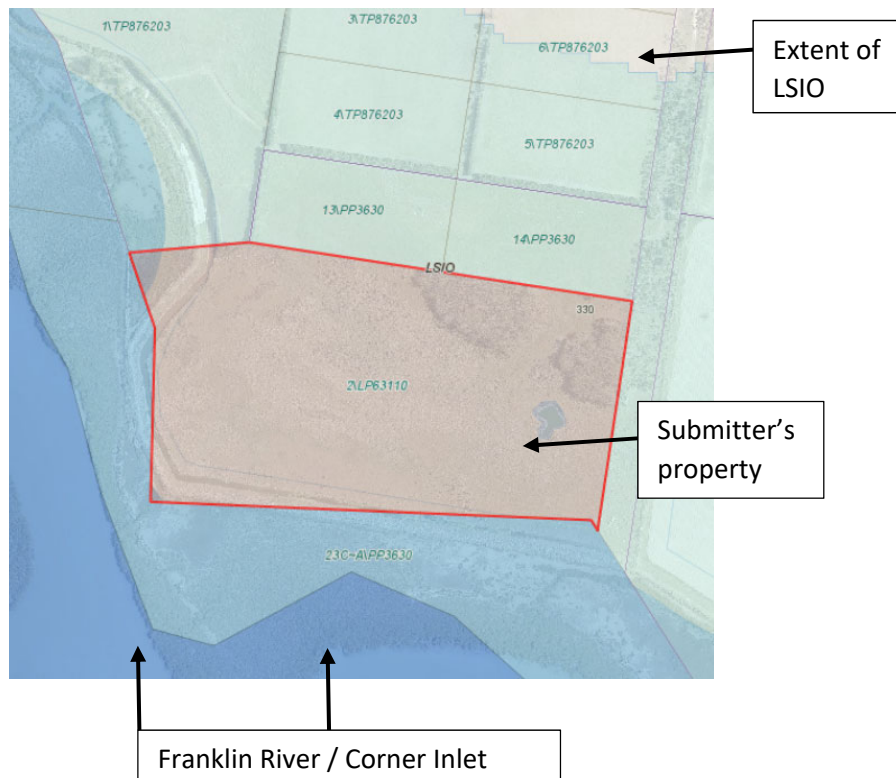 1\TP876203
3\TP876203
6\TP876203
Extent of
LSIO
4\TP876203
5\TP876203
13\PP3630
14\PP3630
LSIO
330
2\LP63110
Submitter's
property
23C~A\PP3630
Franklin River / Corner Inlet